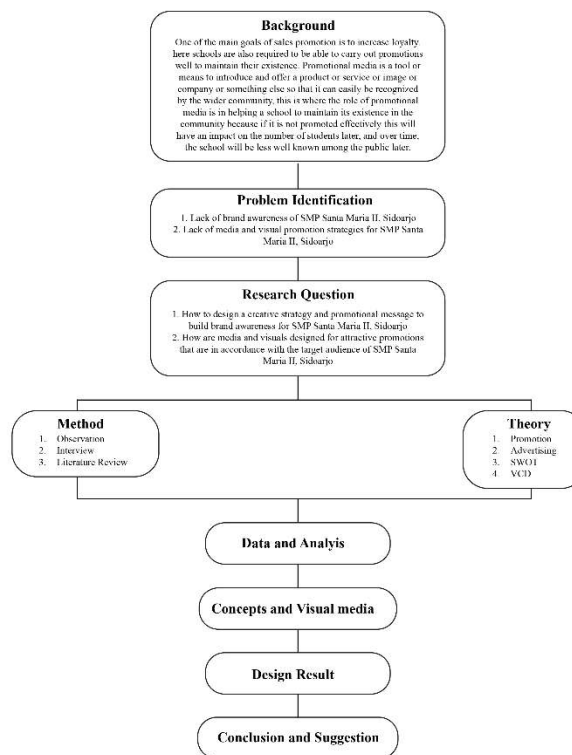 Background
One of the main goals of sales promotion is to increase loyalty
here schools are also required to be able to carry out promotions
well to maintain their existence. Promotional media is a tool or
means to introduce and offer a product or service or image or
company or something else so that it can easily be recognized
by the wider community, this is where the role of promotional
media is in helping a school to maintain its existence in the
community because if it is not promoted effectively this will
have an impact on the number of students later, and over time,
the school will be less well known among the public later.
Problem Identification
1. Lack of brand awareness of SMP Santa Maria II, Sidoarjo
2. Lack of media and visual promotion strategies for SMP Santa
Maria II, Sidoarjo
Research Question
1. How to design a creative strategy and promotional message to
build brand awareness for SMP Santa Maria II, Sidoarjo
2. How are media and visuals designed for attractive promotions
that are in accordance with the target audience of SMP Santa
Maria II, Sidoarjo
Method
1. Observation
2. Interview
3. Literature Review
Theory
1. Promotion
2. Advertising
3. SWOT
4. VCD
Data and Analyis
Concepts and Visual media
Design Result
Conclusion and Suggestion